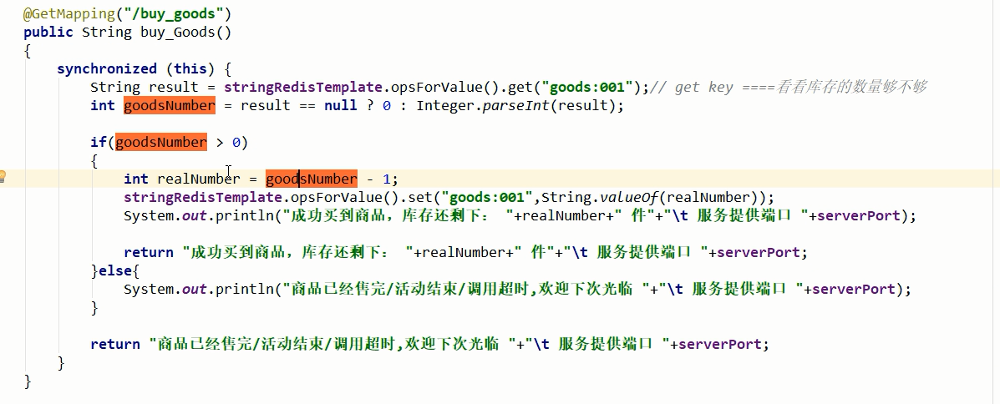 @GetMapping("/buy_goods")
public String buy_Goods()
{
    synchronized (this) {
        String result = stringRedisTemplate.opsForValue().get("goods:001");// get key ====看看库存的数量够不够
        int goodsNumber = result == null ? 0 : Integer.parseInt(result);
        if(goodsNumber > 0)
        {
            int realNumber = goodsNumber - 1;
            stringRedisTemplate.opsForValue().set("goods:001",String.valueOf(realNumber));
            System.out.println("成功买到商品，库存还剩下： "+realNumber+" 件"+"\t 服务提供端口 "+serverPort);
            return "成功买到商品，库存还剩下： "+realNumber+" 件"+"\t 服务提供端口 "+serverPort;
        }else{
            System.out.println("商品已经售完/活动结束/调用超时,欢迎下次光临 "+"\t 服务提供端口 "+serverPort);
        }
        return "商品已经售完/活动结束/调用超时,欢迎下次光临 "+"\t 服务提供端口 "+serverPort;
    }
}